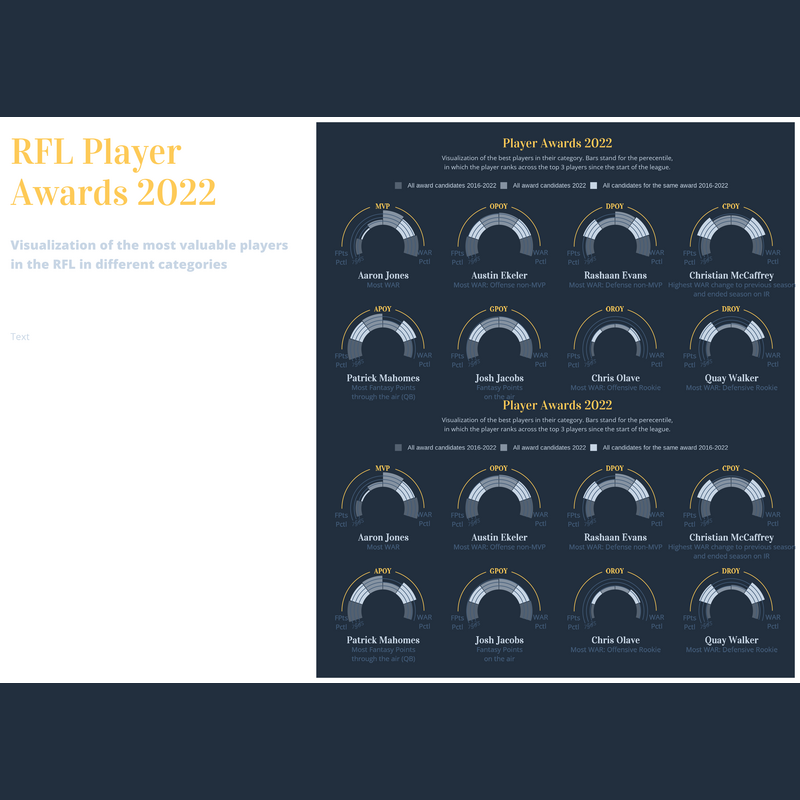 RFL Player
Awards 2022
Visualization of the most valuable players
in the RFL in different categories
Text
Player Awards 2022
Visualization of the best players in their category. Bars stand for the perecentile,
in which the player ranks across the top 3 players since the start of the league.
All award candidates 2016-2022 All award candidates 2022 All candidates for the same award 2016-2022
MVP OPOY DPOY CPOY
FPts WAR FPts WAR FPts WAR FPts WAR
Pctl Pctl Pctl Pctl Pctl Pctl Pctl Pctl
Aaron Jones Austin Ekeler Rashaan Evans Christian McCaffrey
Most WAR Most WAR: Offense non-MVP Most WAR: Defense non-MVP Highest WAR change to previous season
and ended season on IR
APOY GPOY OROY DROY
FPts WAR FPts WAR FPts WAR FPts WAR
Pctl Pctl Pctl Pctl Pctl Pctl Pctl Pctl
Patrick Mahomes Josh Jacobs Chris Olave Quay Walker
Most Fantasy Points Fantasy Points Most WAR: Offensive Rookie Most WAR: Defensive Rookie
through the air (QB) on the air
Player Awards 2022
Visualization of the best players in their category. Bars stand for the perecentile,
in which the player ranks across the top 3 players since the start of the league.
All award candidates 2016-2022 All award candidates 2022 All candidates for the same award 2016-2022
MVP OPOY DPOY CPOY
FPts WAR FPts WAR FPts WAR FPts WAR
Pctl Pctl Pctl Pctl Pctl Pctl Pctl Pctl
Aaron Jones Austin Ekeler Rashaan Evans Christian McCaffrey
Most WAR Most WAR: Offense non-MVP Most WAR: Defense non-MVP Highest WAR change to previous season
and ended season on IR
APOY GPOY OROY DROY
FPts WAR FPts WAR FPts WAR FPts WAR
Pctl Pctl Pctl Pctl Pctl Pctl Pctl Pctl
Patrick Mahomes Josh Jacobs Chris Olave Quay Walker
Most Fantasy Points Fantasy Points Most WAR: Offensive Rookie Most WAR: Defensive Rookie
through the air (QB) on the air